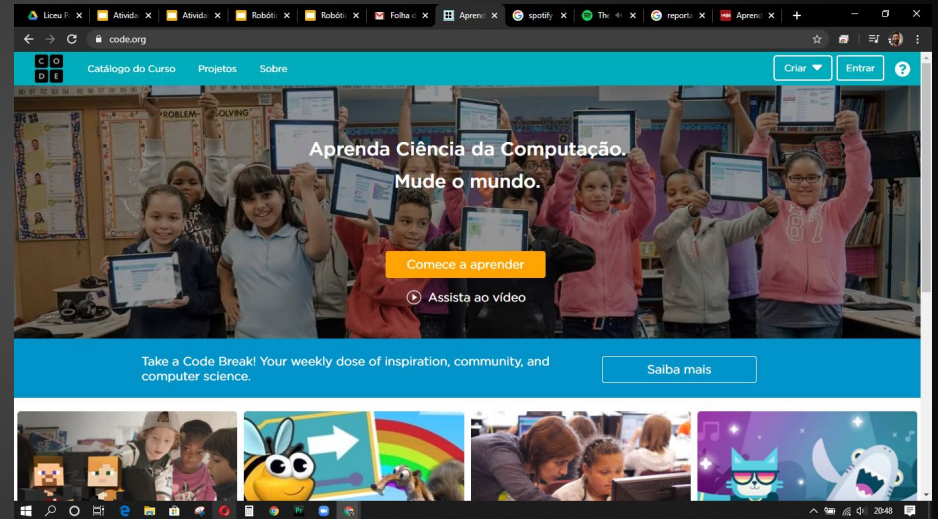 Liceu P
Ativida
Ativida
Robótic
Robótic
Folha d
Aprend
spotify
The
reporta
Aprend
code.org
C O
D E
Catálogo do Curso
Projetos
Sobre
Criar
Entrar
?
PROBLEM-SOLVING
Aprenda Ciência da Computação.
Mude o mundo.
Comece a aprender
Assista ao vídeo
Take a Code Break! Your weekly dose of inspiration, community, and
computer science.
Saiba mais
20:48